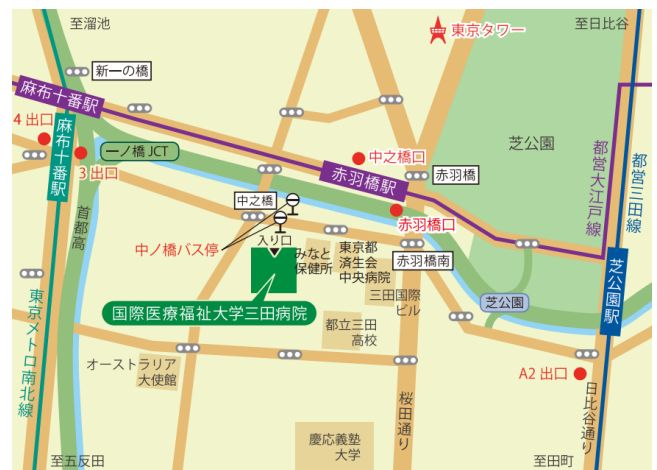 至溜池
東京タワー
至日比谷
新一の橋
麻布十番駅
4 出口
麻布十番駅
一ノ橋 JCT
3 出口
中之橋口
赤羽橋
芝公園
都営大江戸線
都営三田線
赤羽橋駅
中之橋
赤羽橋口
首都高
中ノ橋バス停
入り口
みなと
保健所
東京都
済生会
中央病院
赤羽橋南
芝公園駅
国際医療福祉大学三田病院
三田国際
ビル
芝公園
東京メトロ南北線
都立三田
高校
オーストラリア
大使館
A2 出口
桜田通り
日比谷通り
慶応義塾
大学
至五反田
至田町